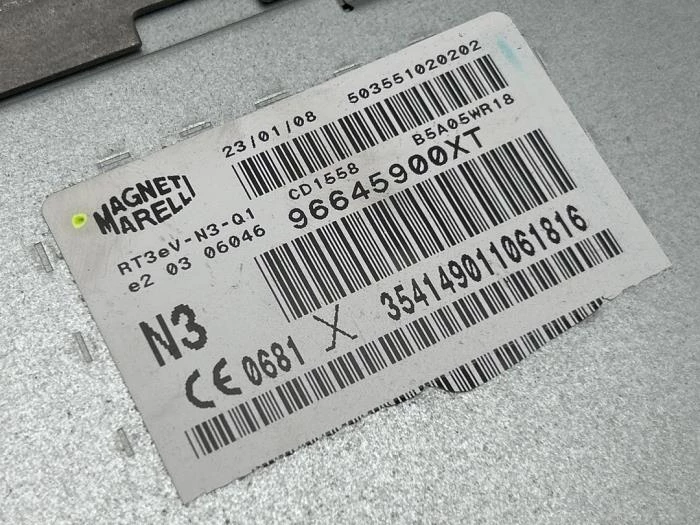 23/01/08 503551020202
MAGNETI
MARELLI
CD1558 B5A05WR18
RT3eV-N3-Q1 96645900XT
e2 03 06046
N3
CE 0681 X 354149011061816